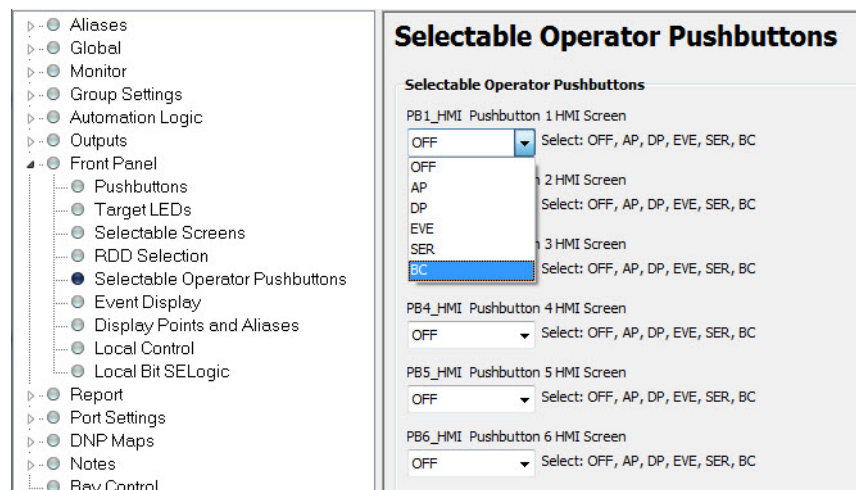 Aliases
Global
Monitor
Group Settings
Automation Logic
Outputs
Front Panel
Pushbuttons
Target LEDs
Selectable Screens
RDD Selection
Selectable Operator Pushbuttons
Event Display
Display Points and Aliases
Local Control
Local Bit SELogic
Report
Port Settings
DNP Maps
Notes
Bay Control
Selectable Operator Pushbuttons
Selectable Operator Pushbuttons
PB1_HMI Pushbutton 1 HMI Screen
OFF Select: OFF, AP, DP, EVE, SER, BC
OFF
AP
DP
EVE
SER
BC
2 HMI Screen
Select: OFF, AP, DP, EVE, SER, BC
3 HMI Screen
Select: OFF, AP, DP, EVE, SER, BC
PB4_HMI Pushbutton 4 HMI Screen
OFF Select: OFF, AP, DP, EVE, SER, BC
PB5_HMI Pushbutton 5 HMI Screen
OFF Select: OFF, AP, DP, EVE, SER, BC
PB6_HMI Pushbutton 6 HMI Screen
OFF Select: OFF, AP, DP, EVE, SER, BC